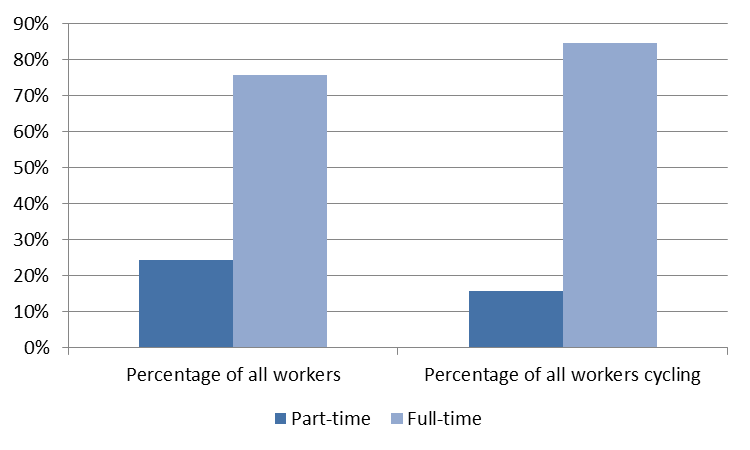 90%
80%
70%
60%
50%
40%
30%
20%
10%
0%
Percentage of all workers
Percentage of all workers cycling
Part-time
Full-time